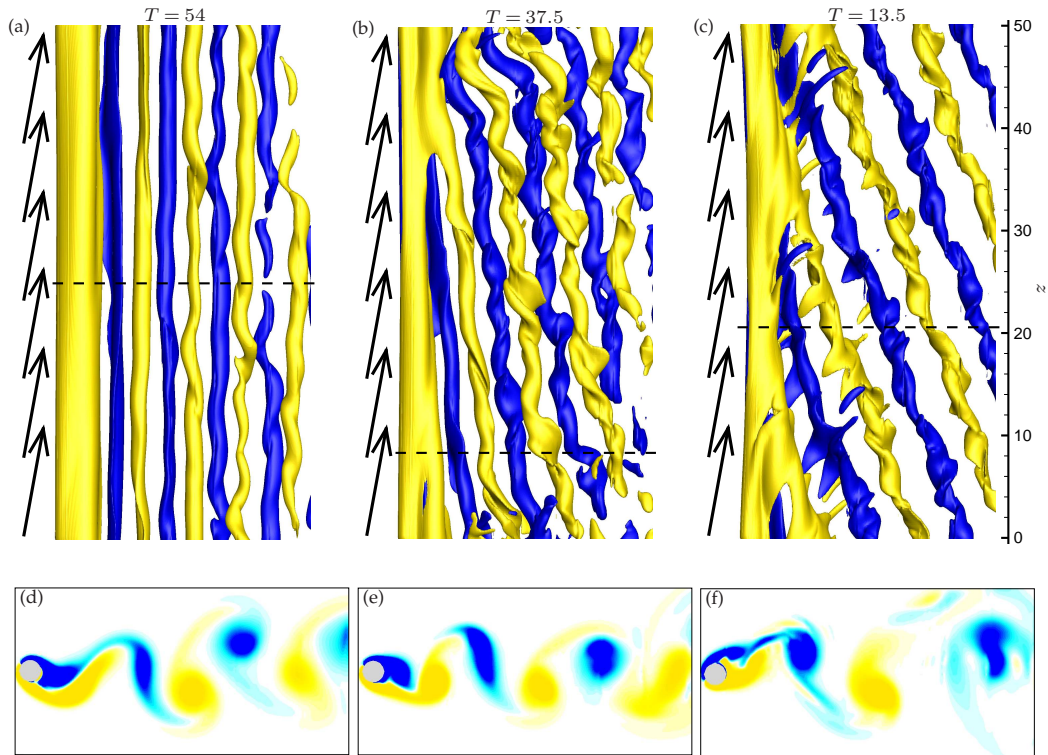 (a)
T = 54
(b)
T = 37.5
(c)
T = 13.5
50
40
30
20
10
0
z
(d)
(e)
(f)